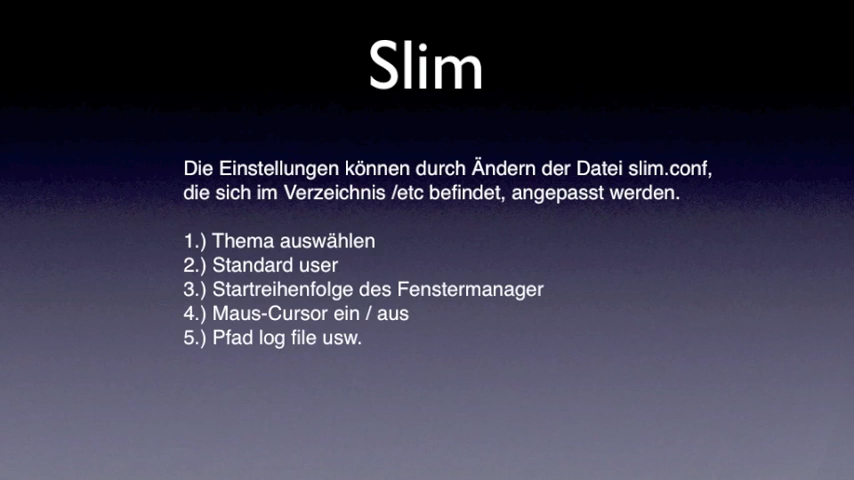 Slim
Die Einstellungen können durch Ändern der Datei slim.conf,
die sich im Verzeichnis /etc befindet, angepasst werden.
1.) Thema auswählen
2.) Standard user
3.) Startreihenfolge des Fenstermanager
4.) Maus-Cursor ein / aus
5.) Pfad log file usw.